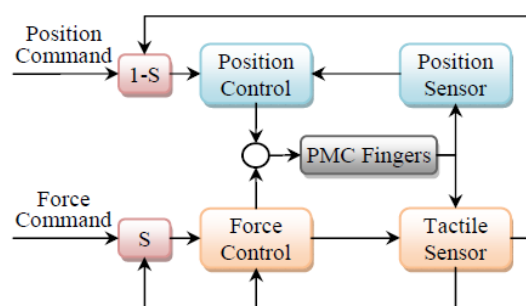 Position
Command
1-S
Position
Control
Position
Sensor
PMC Fingers
Force
Command
S
Force
Control
Tactile
Sensor